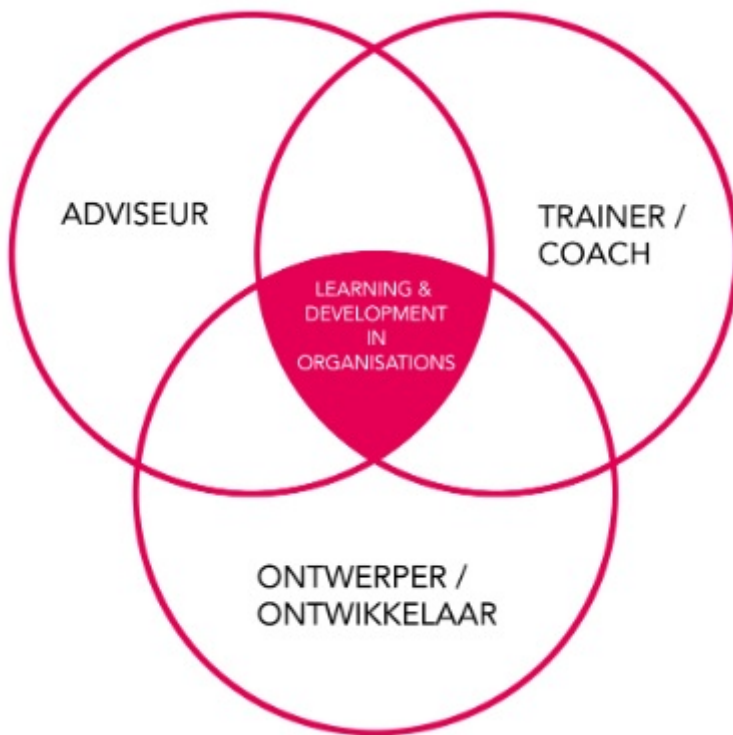 ADVISEUR
TRAINER /
COACH
LEARNING &
DEVELOPMENT
IN
ORGANISATIONS
ONTWERPER /
ONTWIKKELAAR